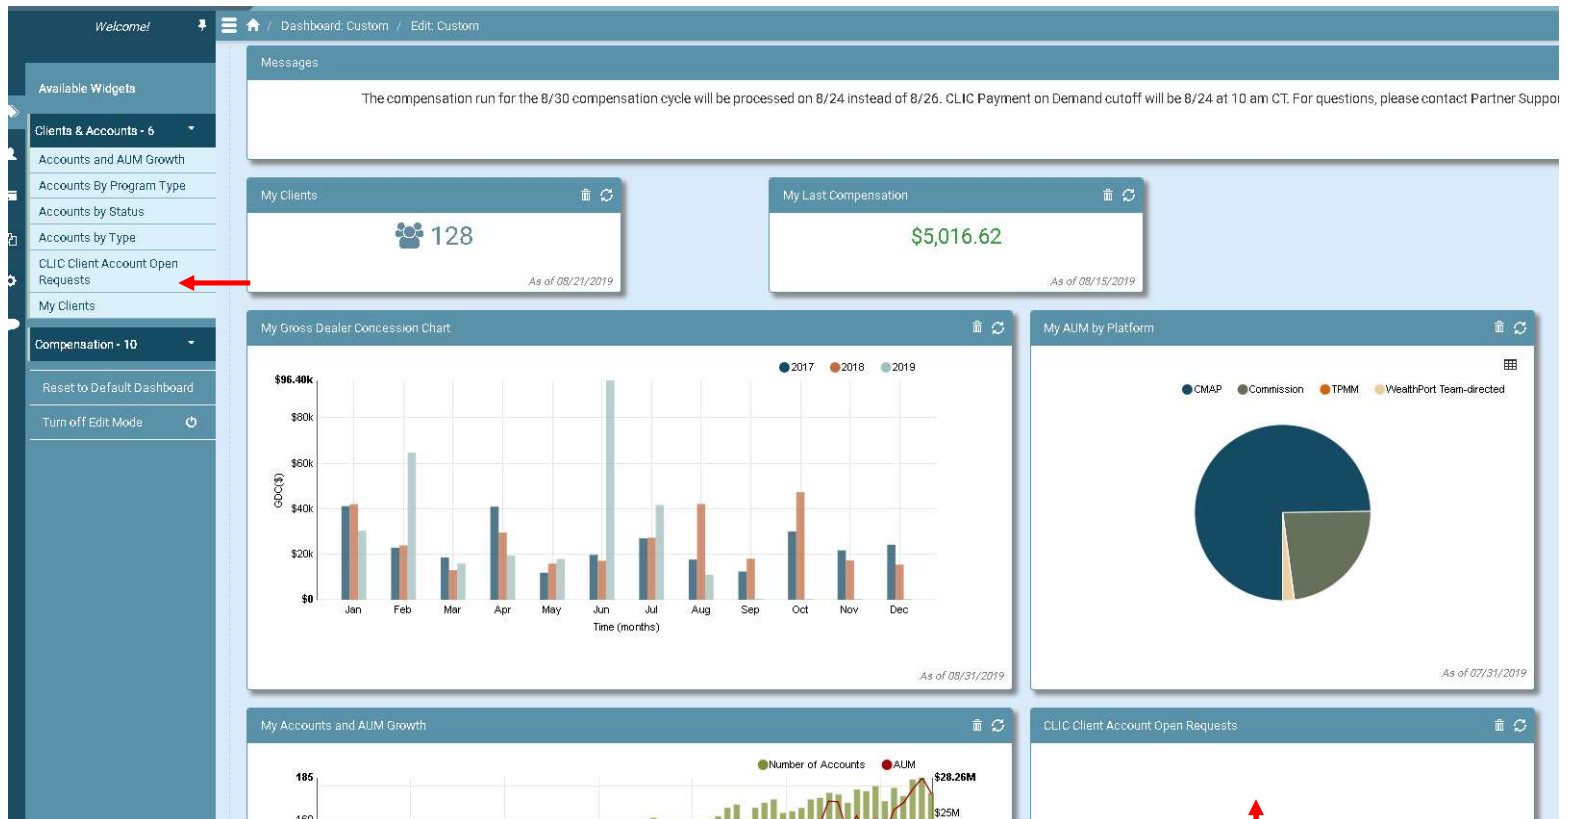 Welcome!
/ Dashboard: Custom / Edit: Custom
Available Widgets
Clients & Accounts - 6
Accounts and AUM Growth
Accounts By Program Type
Accounts by Status
Accounts by Type
CLIC Client Account Open
Requests
My Clients
Compensation - 10
Reset to Default Dashboard
Turn off Edit Mode
Messages
The compensation run for the 8/30 compensation cycle will be processed on 8/24 instead of 8/26. CLIC Payment on Demand cutoff will be 8/24 at 10 am CT. For questions, please contact Partner Suppo
My Clients
128
As of 08/21/2019
My Last Compensation
$5,016.62
As of 08/15/2019
My Gross Dealer Concession Chart
2017 2018 2019
$96.40k
$80k
$60k
$40k
$20k
$0
GDC($)
Jan Feb Mar Apr May Jun Jul Aug Sep Oct Nov Dec
Time (months)
As of 08/31/2019
My AUM by Platform
CMAP Commission TPMM WealthPort Team-directed
As of 07/31/2019
My Accounts and AUM Growth
Number of Accounts AUM
185
$28.26M
$25M
160
CLIC Client Account Open Requests